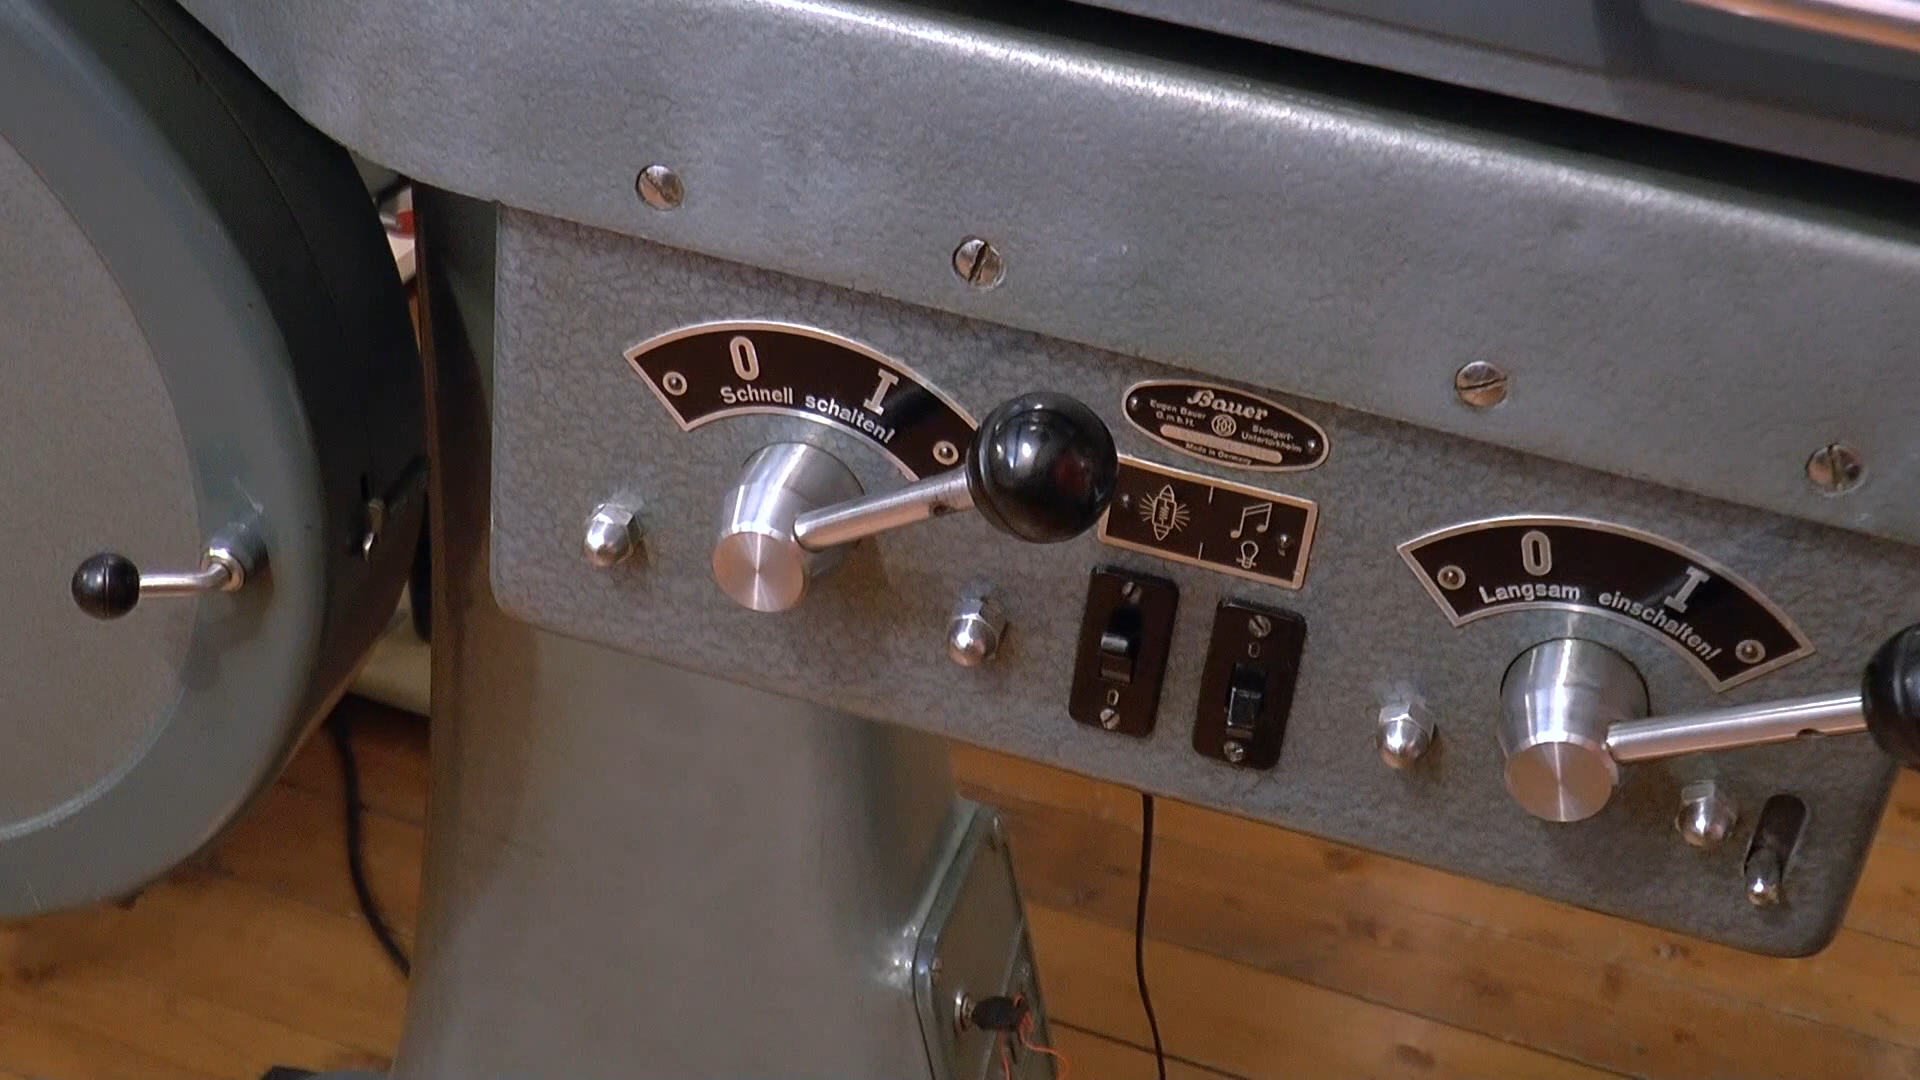 O
I
Schnell schalten!
Bauer
Eugen Bauer
G.m.b.H.
Stuttgart-
Untertürkheim
Made in Germany
O
I
Langsam einschalten!
0
0